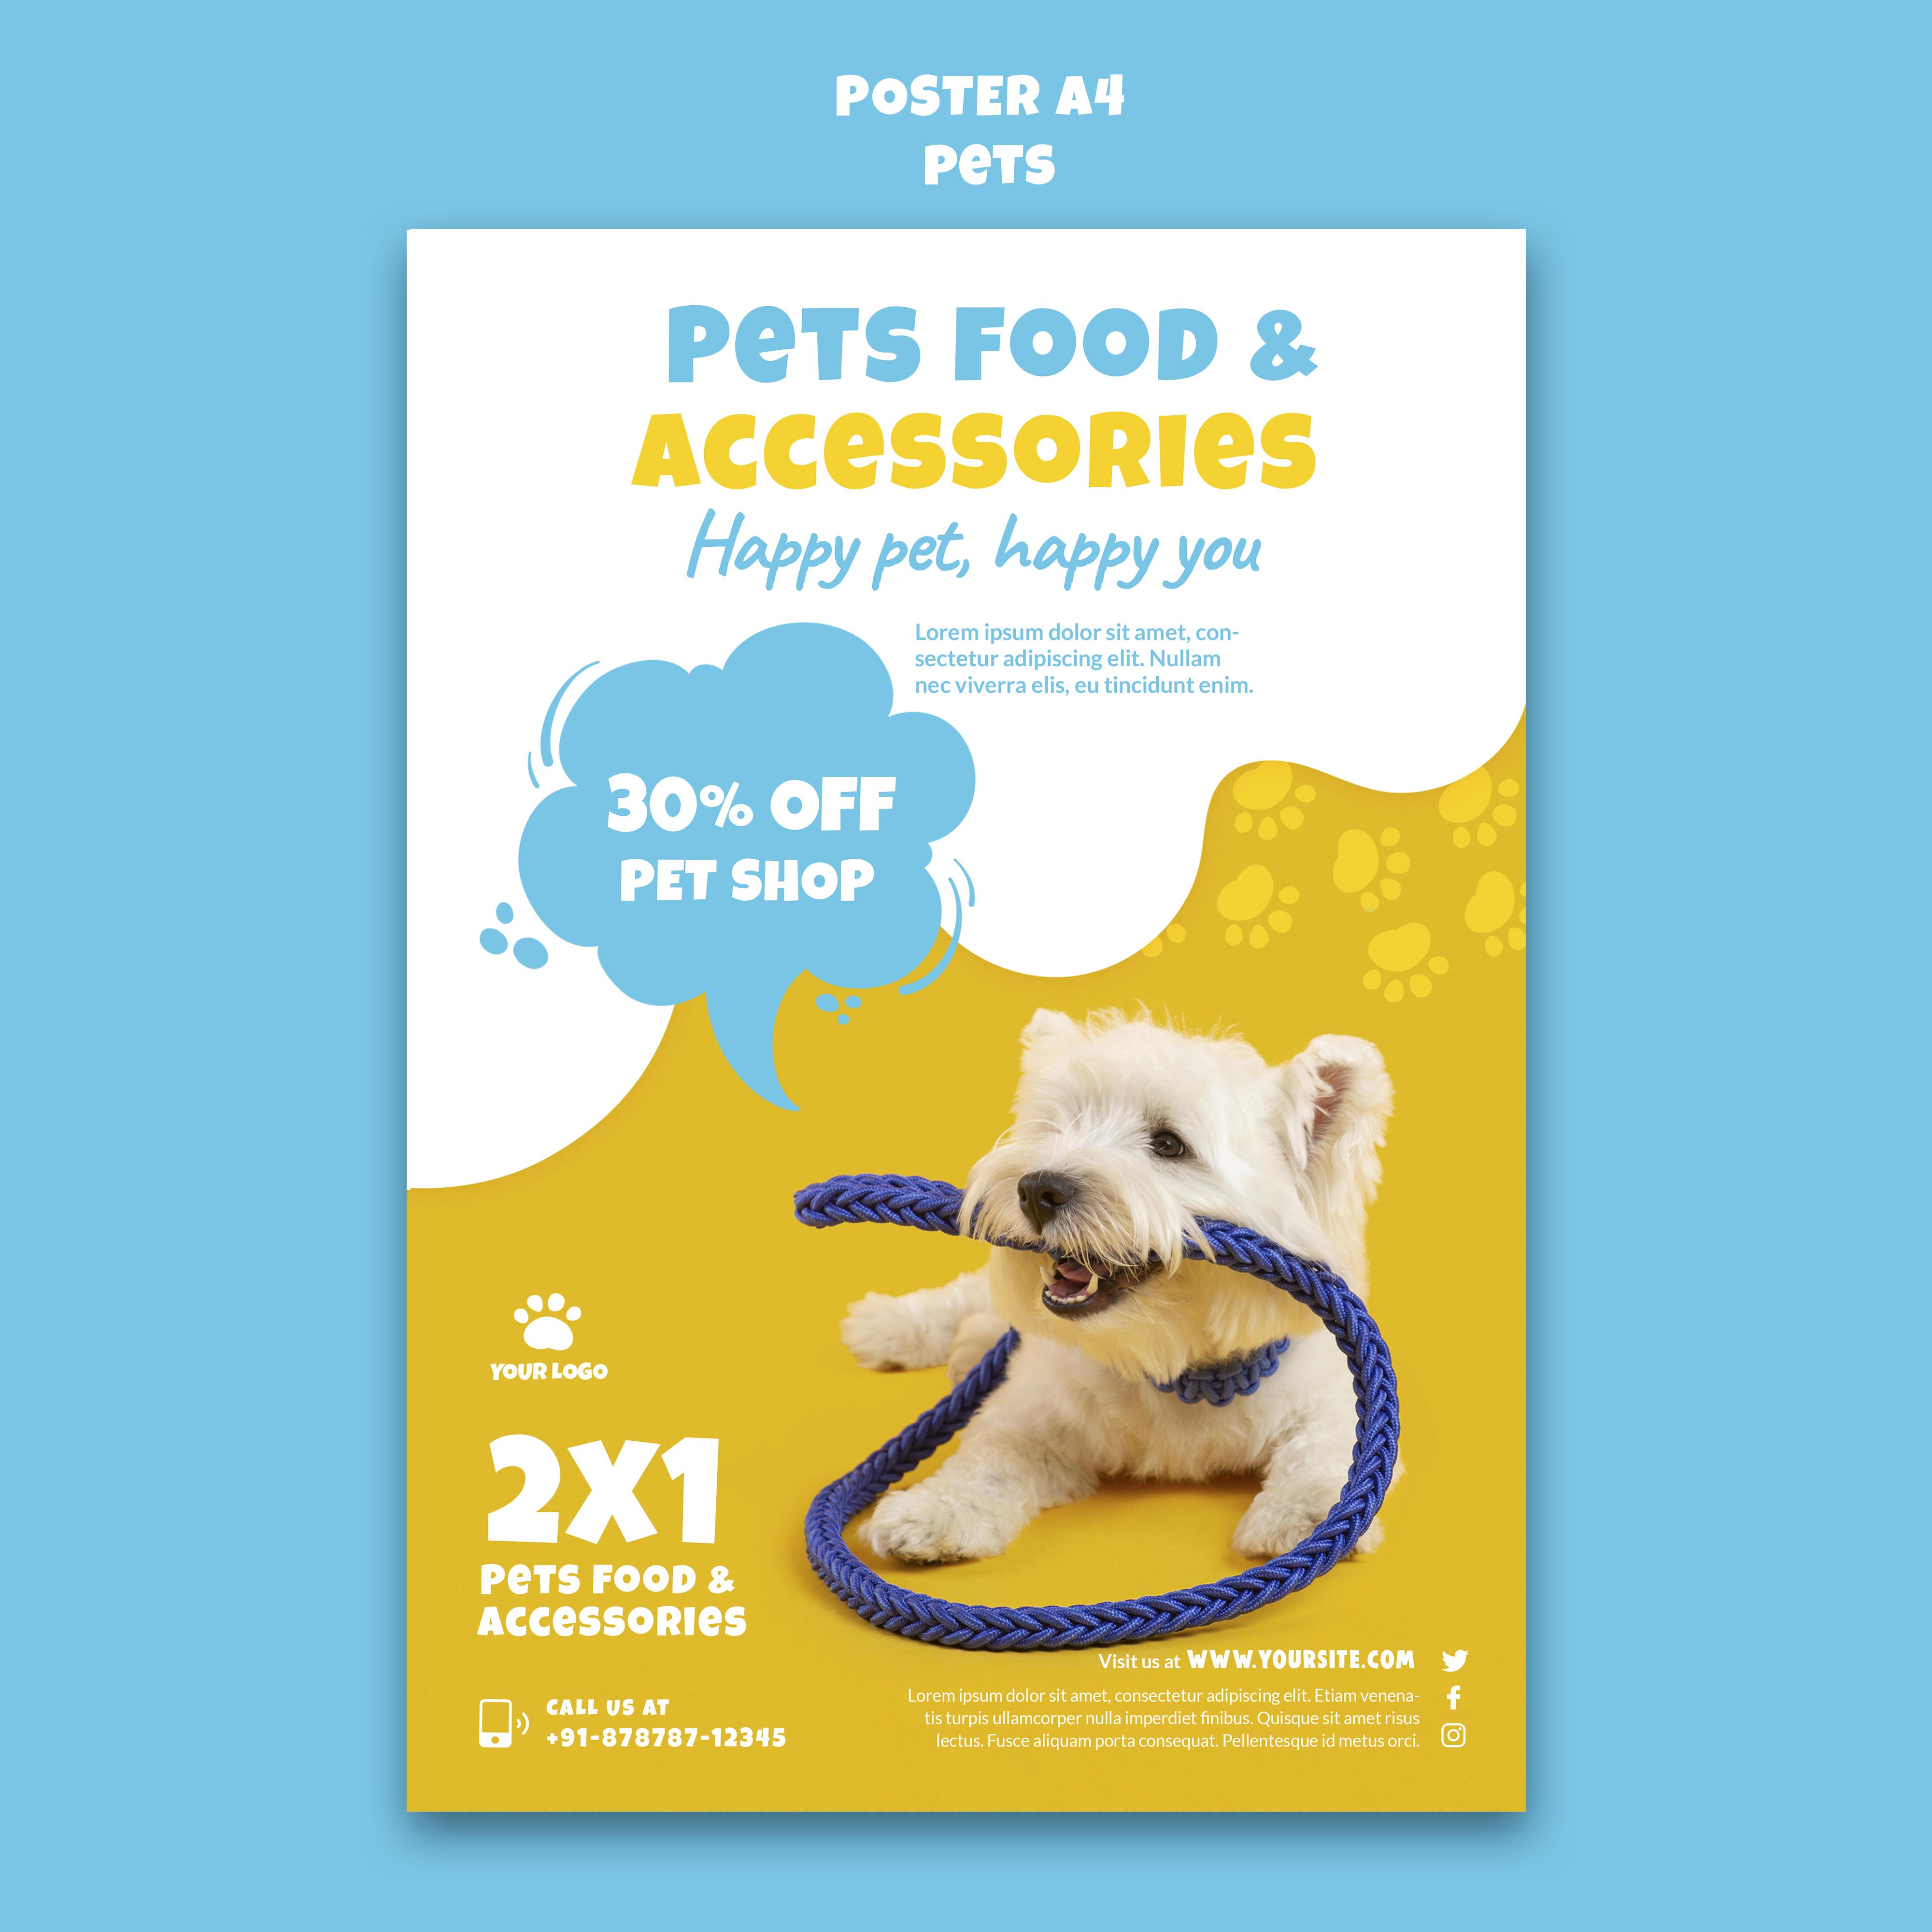 POSTER A4
PeTS
PeTS FOOD &
ACCeSSORIeS
Happy pet, happy you
Lorem ipsum dolor sit amet, con-
sectetur adipiscing elit. Nullam
nec viverra elis, eu tincidunt enim.
30% OFF
PET SHOP
YOUR LOGO
2X1
PeTS FOOD &
ACCeSSORIeS
CALL US AT
+91-878787-12345
Visit us at WWW.YOURSITE.COM
Lorem ipsum dolor sit amet, consectetur adipiscing elit. Etiam venena-
tis turpis ullamcorper nulla imperdiet finibus. Quisque sit amet risus
lectus. Fusce aliquam porta consequat. Pellentesque id metus orci.